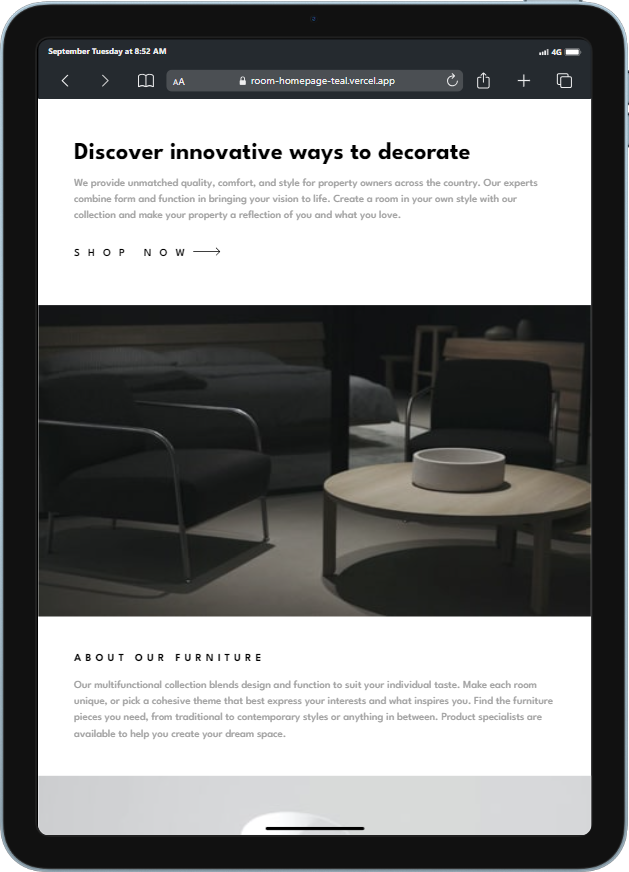 September Tuesday at 8:52 AM
4G
AA
room-homepage-teal.vercel.app
Discover innovative ways to decorate
We provide unmatched quality, comfort, and style for property owners across the country. Our experts
combine form and function in bringing your vision to life. Create a room in your own style with our
collection and make your property a reflection of you and what you love.
SHOP NOW
ABOUT OUR FURNITURE
Our multifunctional collection blends design and function to suit your individual taste. Make each room
unique, or pick a cohesive theme that best express your interests and what inspires you. Find the furniture
pieces you need, from traditional to contemporary styles or anything in between. Product specialists are
available to help you create your dream space.